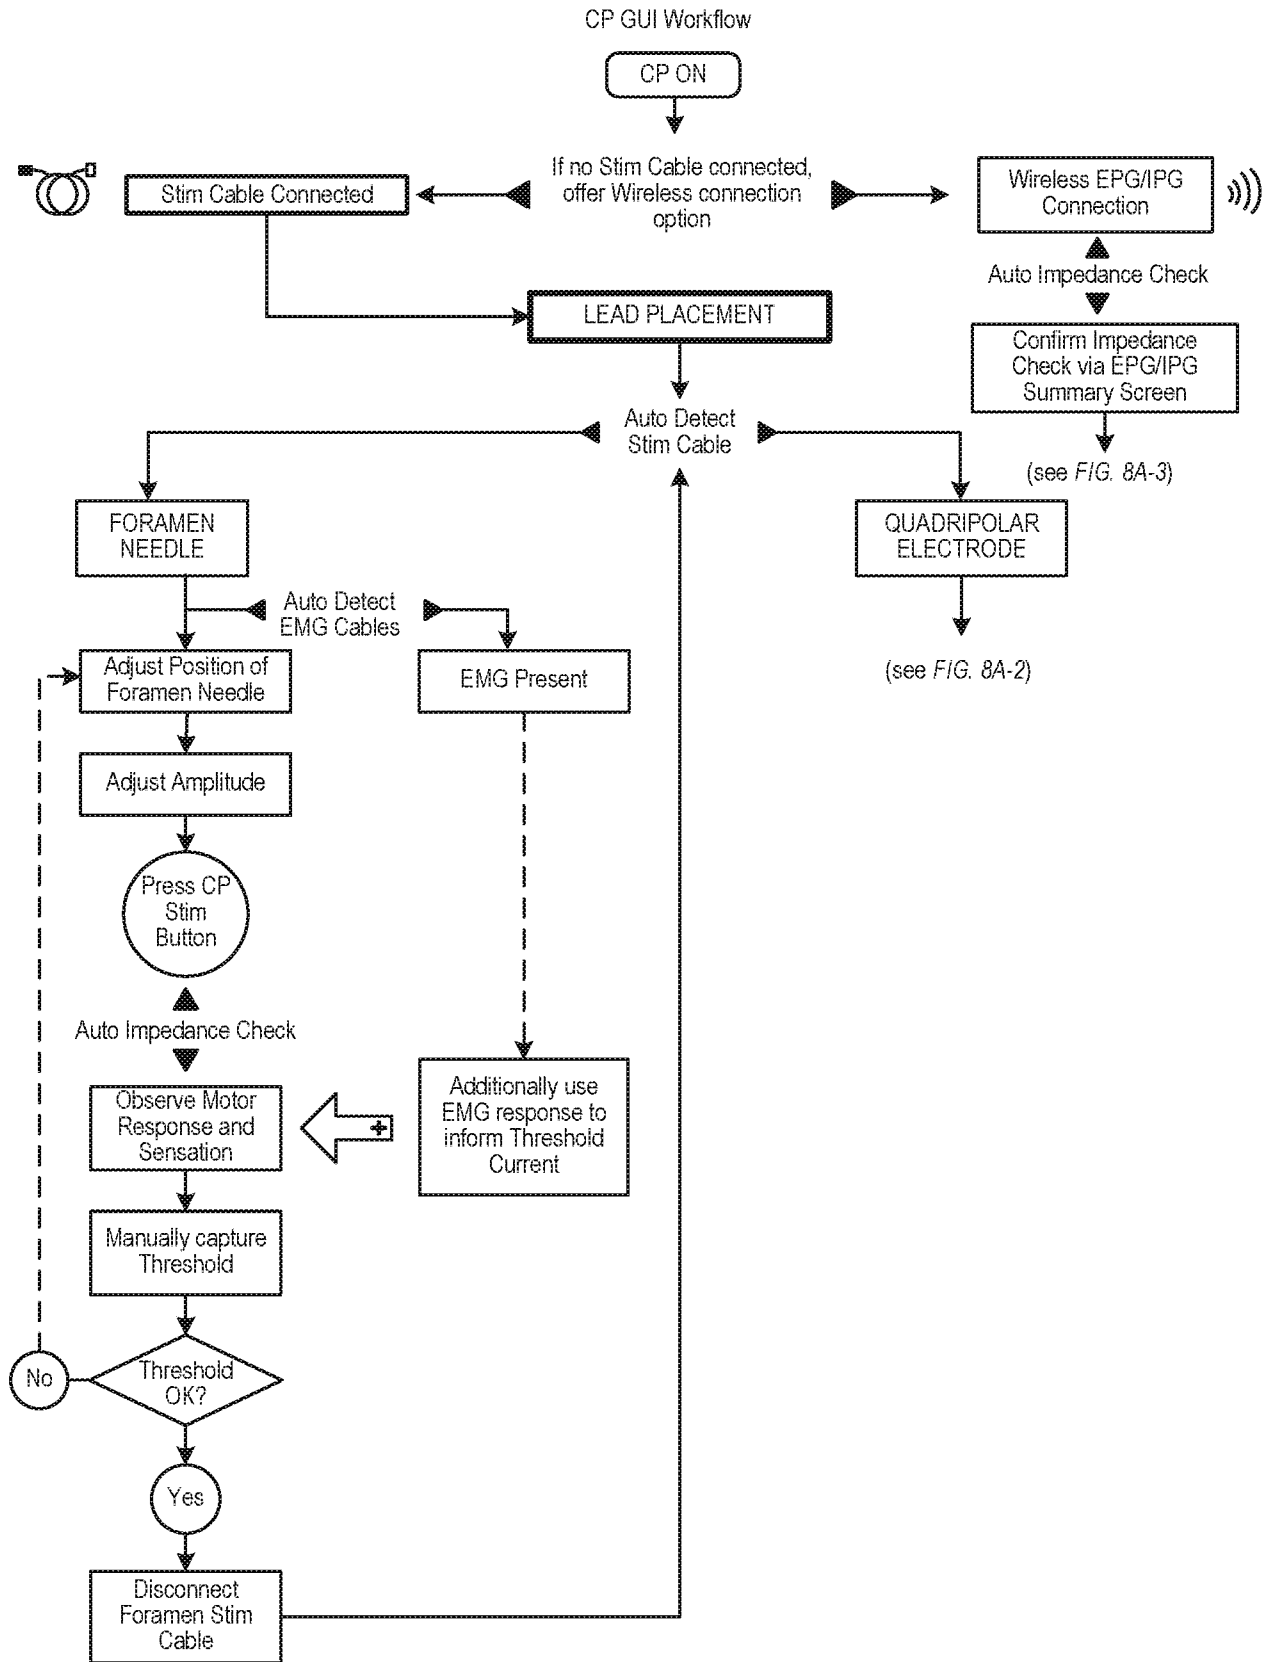 CP GUI Workflow
CP ON
If no Stim Cable connected,
offer Wireless connection
option
Stim Cable Connected
Wireless EPG/IPG
Connection
Auto Impedance Check
LEAD PLACEMENT
Confirm Impedance
Check via EPG/IPG
Summary Screen
(see FIG. 8A-3)
Auto Detect
Stim Cable
FORAMEN
NEEDLE
QUADRIPOLAR
ELECTRODE
(see FIG. 8A-2)
Auto Detect
EMG Cables
Adjust Position of
Foramen Needle
EMG Present
Adjust Amplitude
Press CP
Stim
Button
Auto Impedance Check
Observe Motor
Response and
Sensation
+
Additionally use
EMG response to
inform Threshold
Current
Manually capture
Threshold
Threshold
OK?
No
Yes
Disconnect
Foramen Stim
Cable